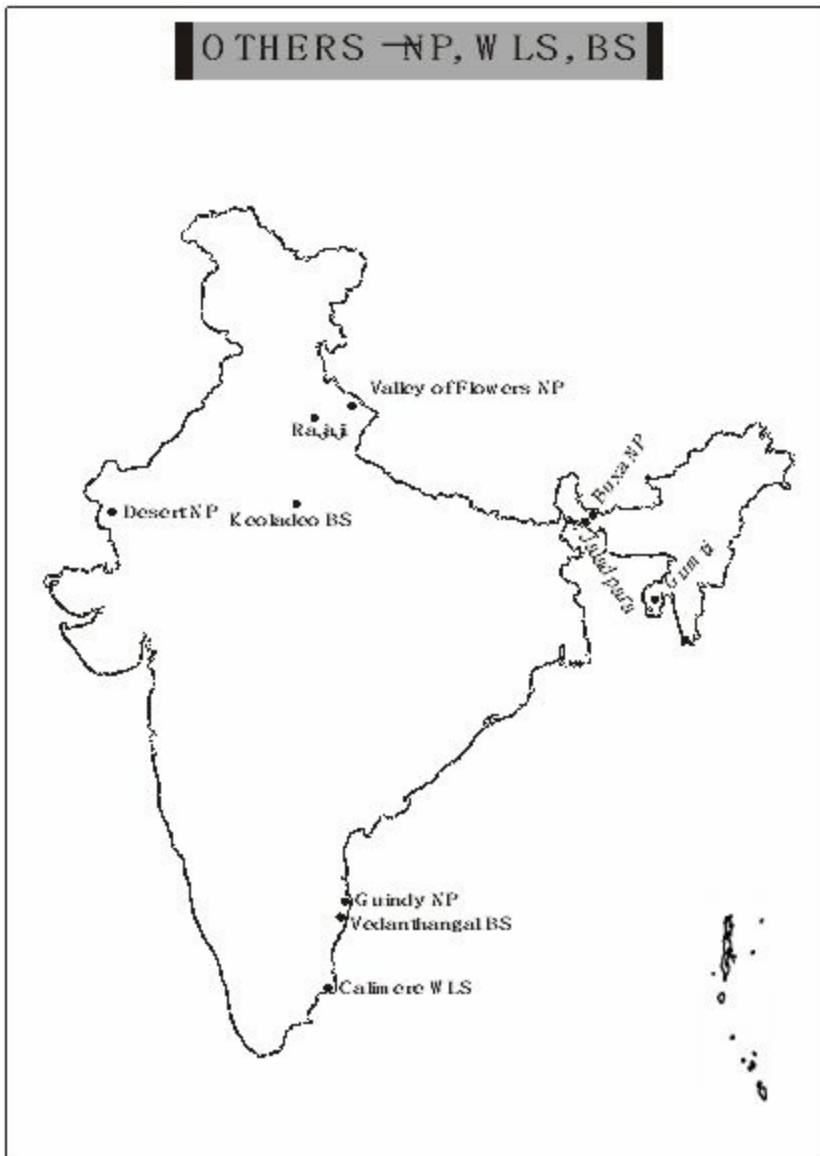 OTHERS – NP, WLS, BS
Valley of Flowers NP
Rajaji
Buxa NP
Desert NP
Keoladeo BS
Jaldpara
Gumti
Guindy NP
Vedanthangal BS
Calimere WLS